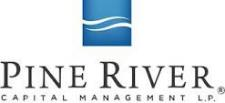 PINE RIVER®
CAPITAL MANAGEMENT L.P.